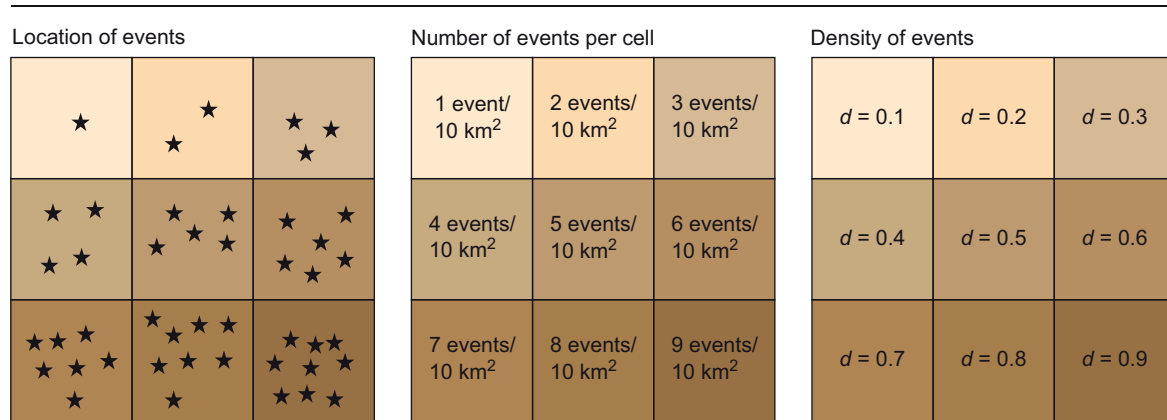 Location of events
Number of events per cell
Density of events
1 event/
10 km²
2 events/
10 km²
3 events/
10 km²
d = 0.1
d = 0.2
d = 0.3
4 events/
10 km²
5 events/
10 km²
6 events/
10 km²
d = 0.4
d = 0.5
d = 0.6
7 events/
10 km²
8 events/
10 km²
9 events/
10 km²
d = 0.7
d = 0.8
d = 0.9